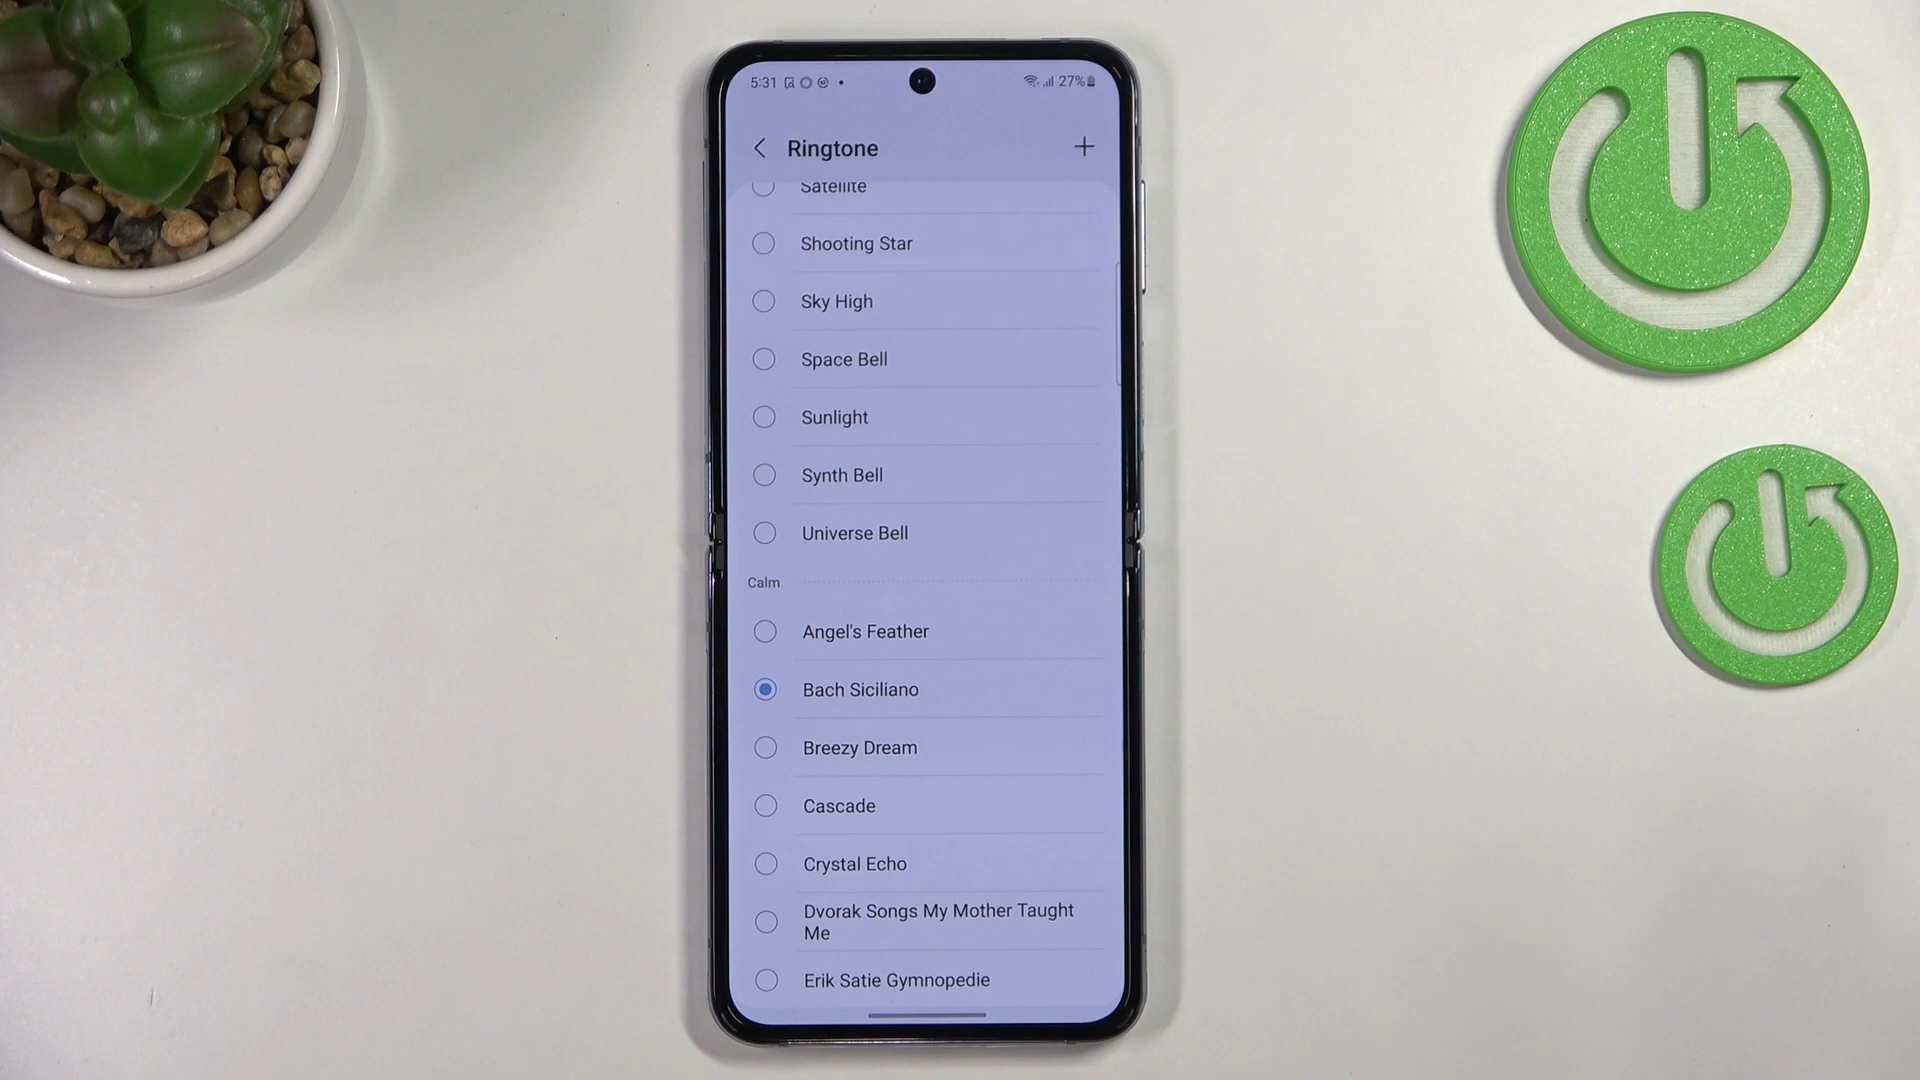 5:31 27%
Ringtone
Satellite
Shooting Star
Sky High
Space Bell
Sunlight
Synth Bell
Universe Bell
Calm
Angel's Feather
Bach Siciliano
Breezy Dream
Cascade
Crystal Echo
Dvorak Songs My Mother Taught
Me
Erik Satie Gymnopedie